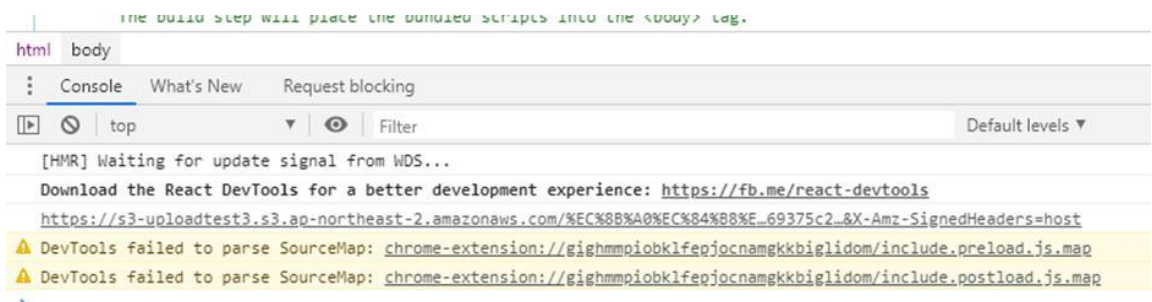 The build step will place the bundled scripts into the <body> tag.
html body
Console What's New Request blocking
top Filter Default levels
[HMR] Waiting for update signal from WDS...
Download the React DevTools for a better development experience: https://fb.me/react-devtools
https://s3-uploadtest3.s3.ap-northeast-2.amazonaws.com/%EC%8B%A0%EC%84%B8%E…69375c2…&X-Amz-SignedHeaders=host
DevTools failed to parse SourceMap: chrome-extension://gighmmpiobklfepjocnamgkkbiglidom/include.preload.js.map
DevTools failed to parse SourceMap: chrome-extension://gighmmpiobklfepjocnamgkkbiglidom/include.postload.js.map